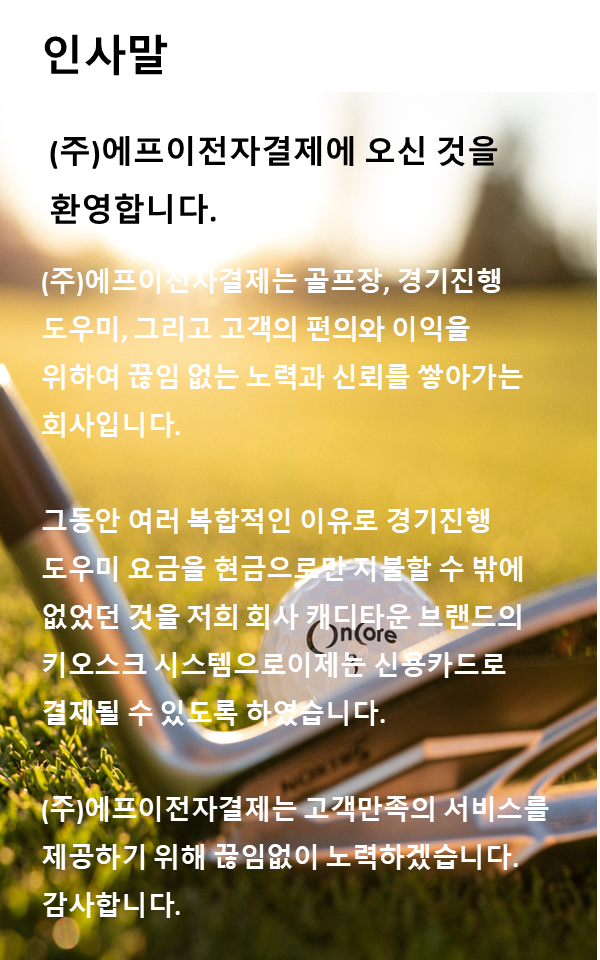 인사말
(주)에프이전자결제에 오신 것을
환영합니다.
(주)에프이전자결제는 골프장, 경기진행
도우미, 그리고 고객의 편의와 이익을
위하여 끊임 없는 노력과 신뢰를 쌓아가는
회사입니다.
그동안 여러 복합적인 이유로 경기진행
도우미 요금을 현금으로만 지불할 수 밖에
없었던 것을 저희 회사 캐디타운 브랜드의
OnCore
키오스크 시스템으로이제는 신용카드로
결제될 수 있도록 하였습니다.
SRIXON
(주)에프이전자결제는 고객만족의 서비스를
제공하기 위해 끊임없이 노력하겠습니다.
감사합니다.